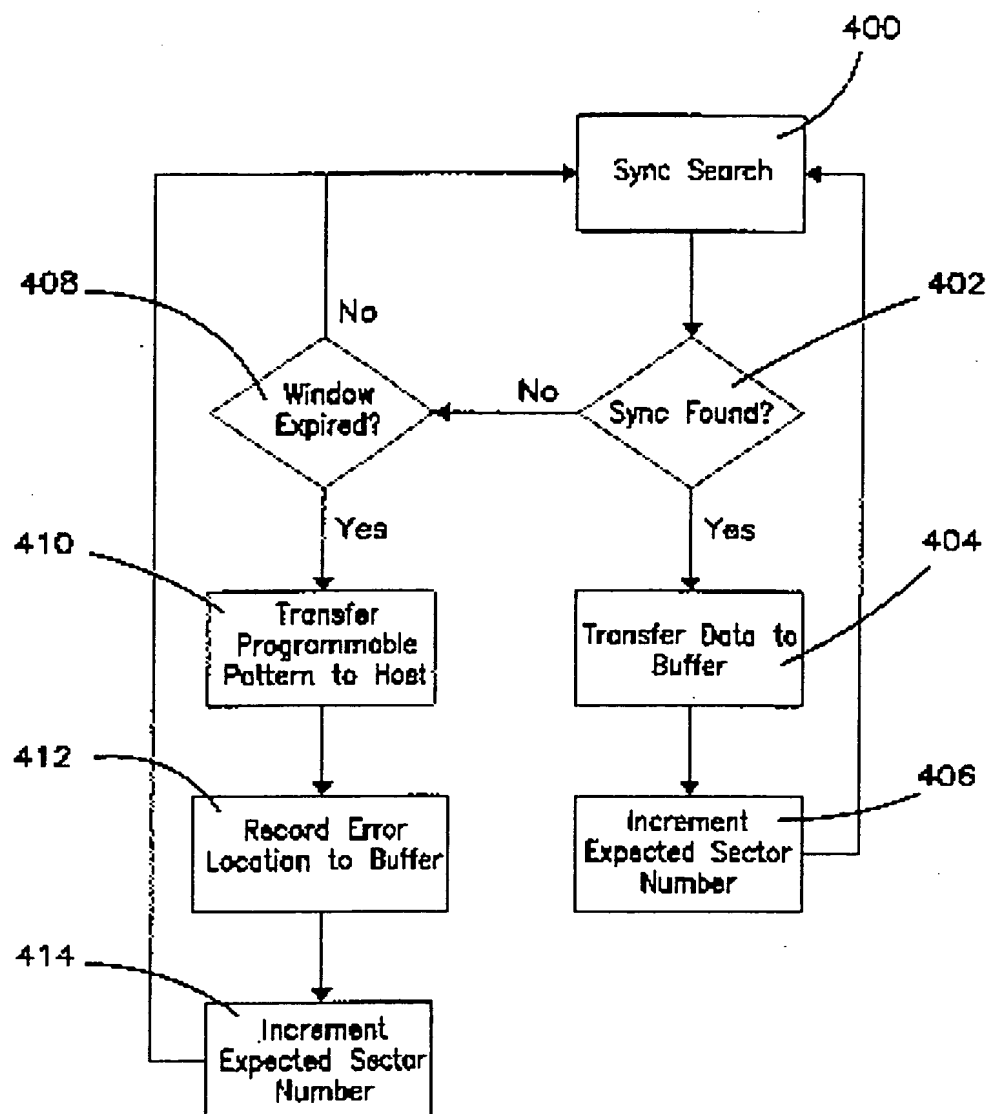 400
Sync Search
408
402
No
Window
Expired?
No
Sync Found?
Yes
Yes
410
404
Transfer
Programmable
Pattern to Host
Transfer Data to
Buffer
412
406
Record Error
Location to Buffer
Increment
Expected Sector
Number
414
Increment
Expected Sector
Number